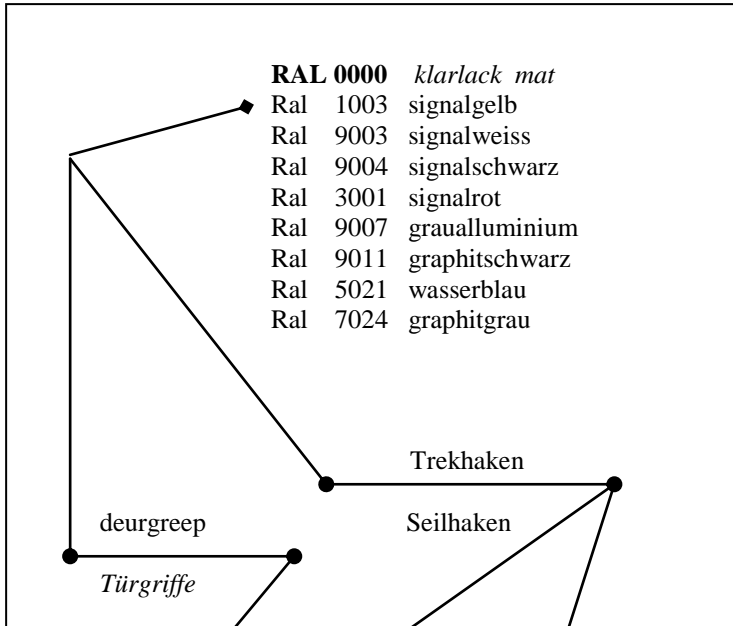 RAL 0000 klarlack mat
Ral 1003 signalgelb
Ral 9003 signalweiss
Ral 9004 signalschwarz
Ral 3001 signalrot
Ral 9007 graualluminium
Ral 9011 graphitschwarz
Ral 5021 wasserblau
Ral 7024 graphitgrau
Trekhaken
deurgreep
Seilhaken
Türgriffe